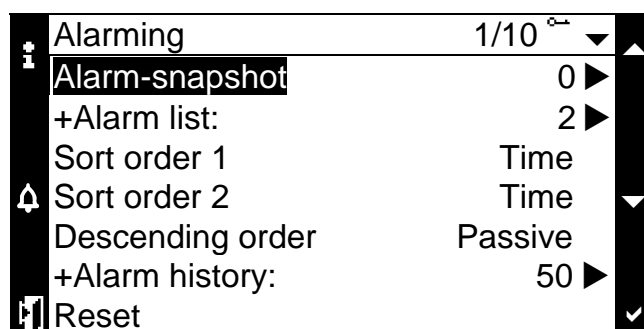 Alarming 1/10
Alarm-snapshot 0
+Alarm list: 2
Sort order 1 Time
Sort order 2 Time
Descending order Passive
+Alarm history: 50
Reset